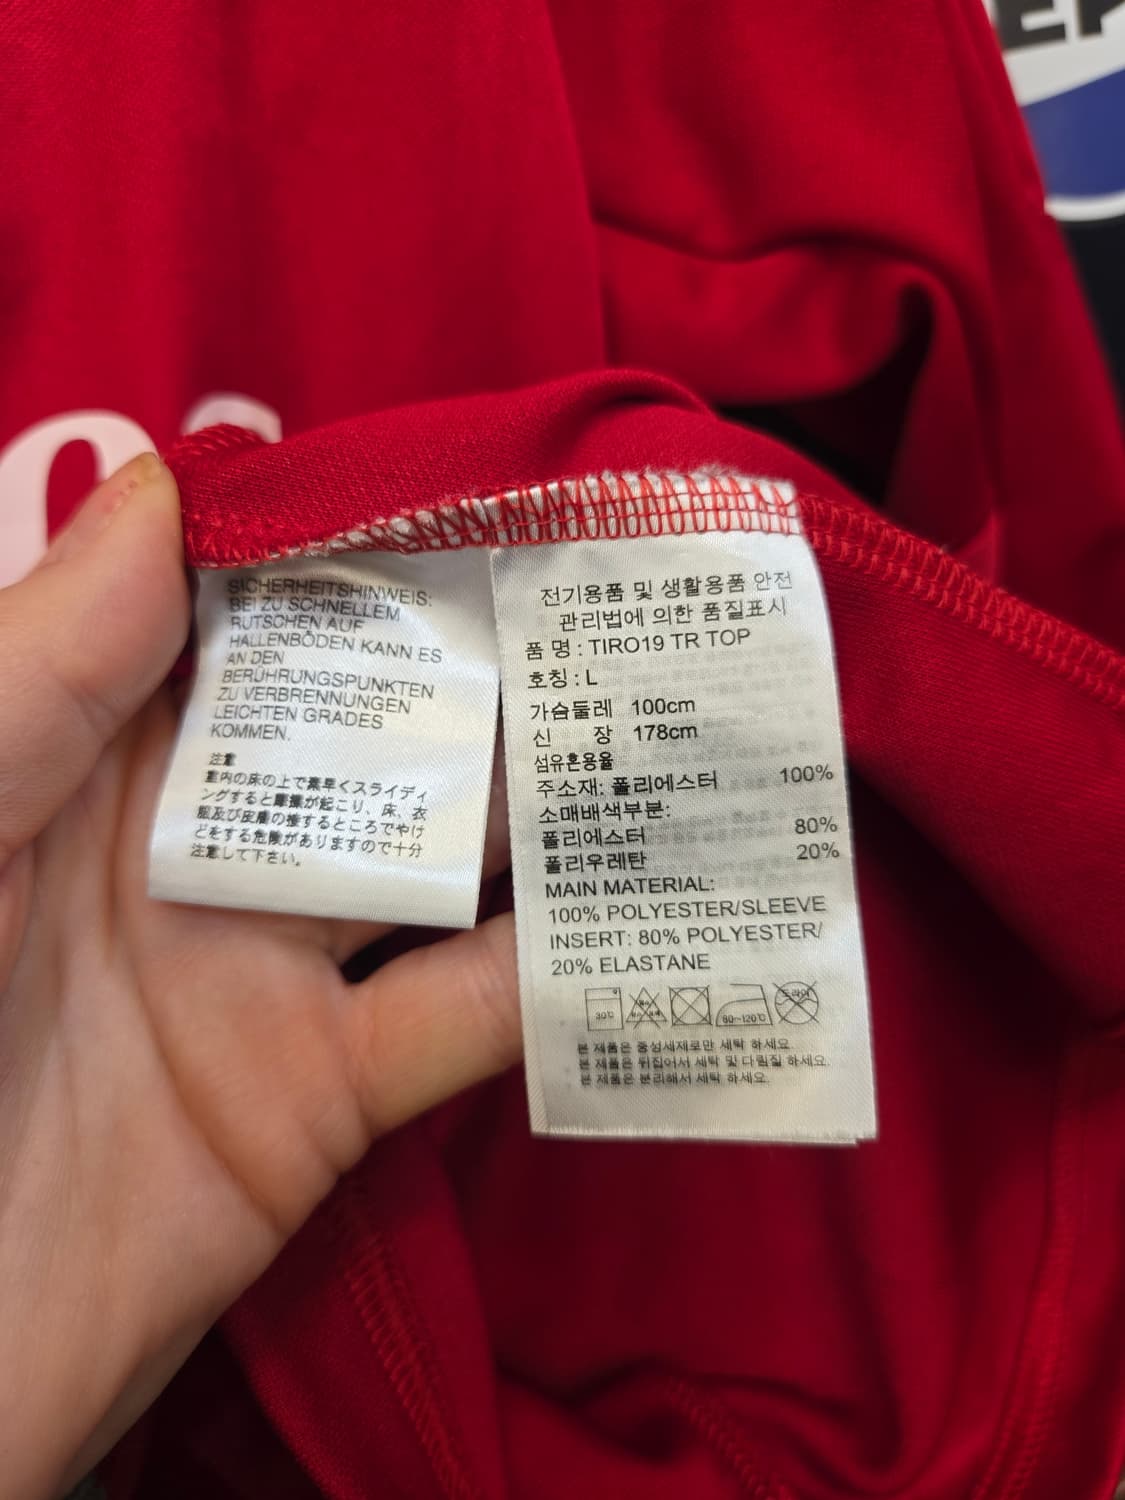 SICHERHEITSHINWEIS:
BEI ZU SCHNELLEM
RUTSCHEN AUF
HALLENBÖDEN KANN ES
AN DEN
BERÜHRUNGSPUNKTEN
ZU VERBRENNUNGEN
LEICHTEN GRADES
KOMMEN.
注意
室内の床の上で素早くスライディ
ングすると摩擦が起こり、床、衣
服及び皮膚の接するところでやけ
どをする危険がありますので十分
注意して下さい。
전기용품 및 생활용품 안전
관리법에 의한 품질표시
품 명 : TIRO19 TR TOP
호칭 : L
가슴둘레 100cm
신 장 178cm
섬유혼용율
주소재: 폴리에스터 100%
소매배색부분:
폴리에스터 80%
폴리우레탄 20%
MAIN MATERIAL:
100% POLYESTER/SLEEVE
INSERT: 80% POLYESTER/
20% ELASTANE
30℃
80~120℃
드라이
본 제품은 중성세제로만 세탁 하세요.
본 제품은 뒤집어서 세탁 및 다림질 하세요.
본 제품은 분리해서 세탁 하세요.